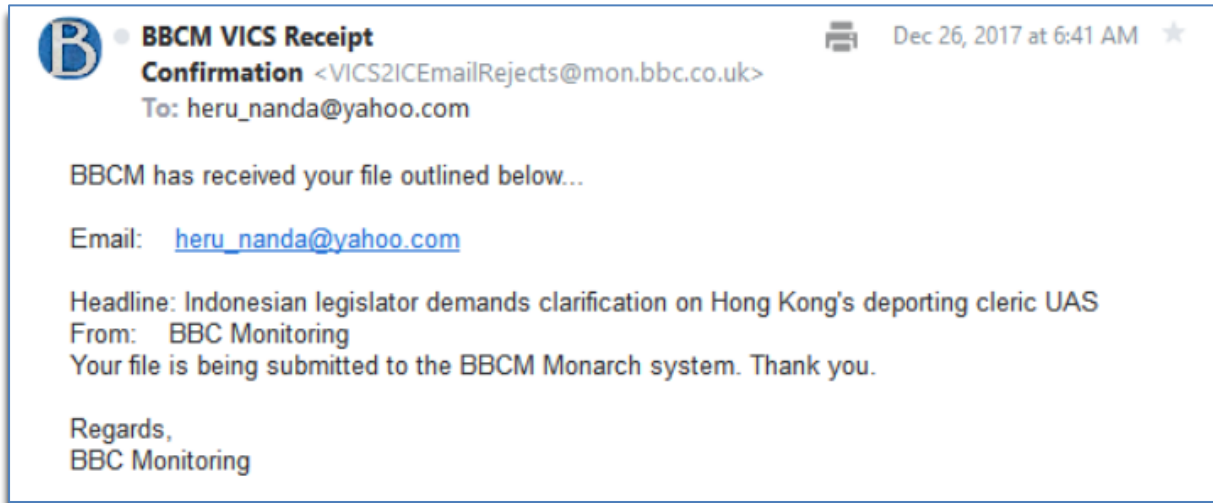 B
BBCM VICS Receipt
Dec 26, 2017 at 6:41 AM
Confirmation <VICS2ICEmailRejects@mon.bbc.co.uk>
To: heru_nanda@yahoo.com
BBCM has received your file outlined below...
Email: heru_nanda@yahoo.com
Headline: Indonesian legislator demands clarification on Hong Kong's deporting cleric UAS
From: BBC Monitoring
Your file is being submitted to the BBCM Monarch system. Thank you.
Regards,
BBC Monitoring